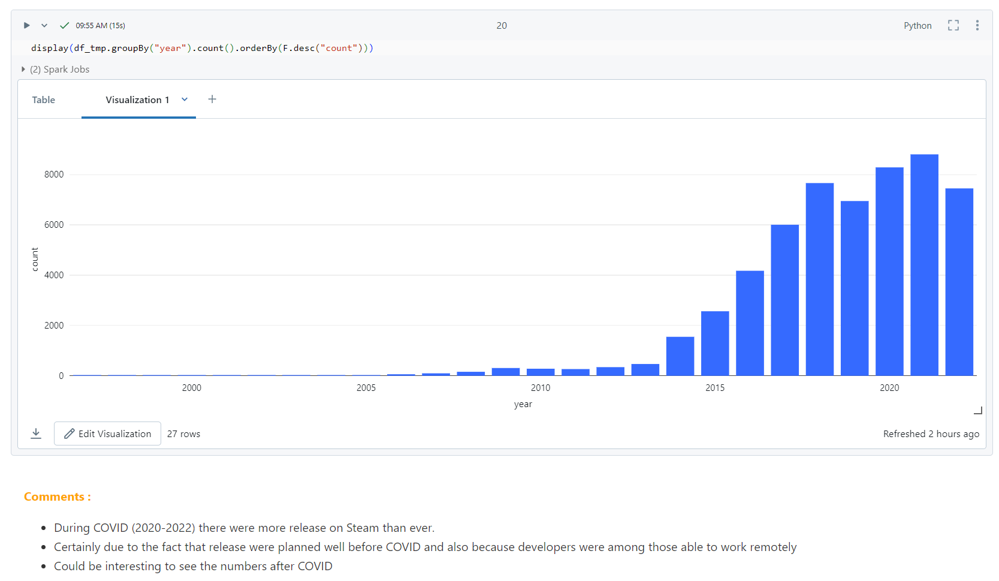 09:55 AM (15s)
20
Python
display(df_tmp.groupBy("year").count().orderBy(F.desc("count")))
(2) Spark Jobs
Table
Visualization 1
8000
6000
4000
2000
0
count
2000
2005
2010
2015
2020
year
Edit Visualization
27 rows
Refreshed 2 hours ago
Comments :
During COVID (2020-2022) there were more release on Steam than ever.
Certainly due to the fact that release were planned well before COVID and also because developers were among those able to work remotely
Could be interesting to see the numbers after COVID